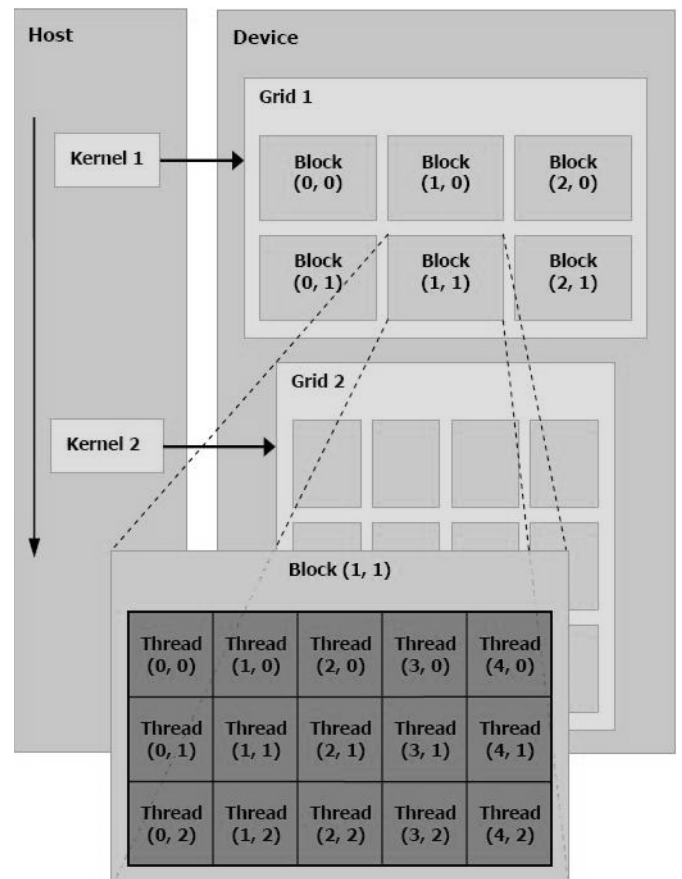 Host
Device
Grid 1
Kernel 1
Block Block Block
(0, 0) (1, 0) (2, 0)
Block Block Block
(0, 1) (1, 1) (2, 1)
Grid 2
Kernel 2
Block (1, 1)
Thread Thread Thread Thread Thread
(0, 0) (1, 0) (2, 0) (3, 0) (4, 0)
Thread Thread Thread Thread Thread
(0, 1) (1, 1) (2, 1) (3, 1) (4, 1)
Thread Thread Thread Thread Thread
(0, 2) (1, 2) (2, 2) (3, 2) (4, 2)